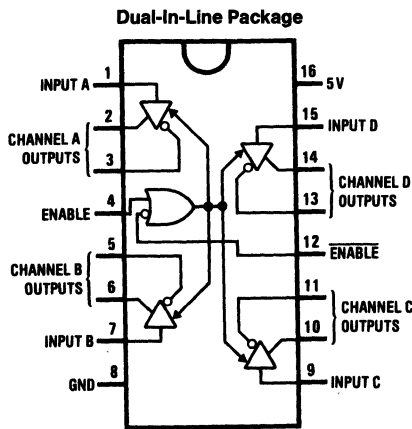 Dual-In-Line Package
1
INPUT A
2
CHANNEL A
OUTPUTS
3
4
ENABLE
5
CHANNEL B
OUTPUTS
6
7
INPUT B
8
GND
16
5V
15
INPUT D
14
CHANNEL D
OUTPUTS
13
12
ENABLE
11
CHANNEL C
OUTPUTS
10
9
INPUT C